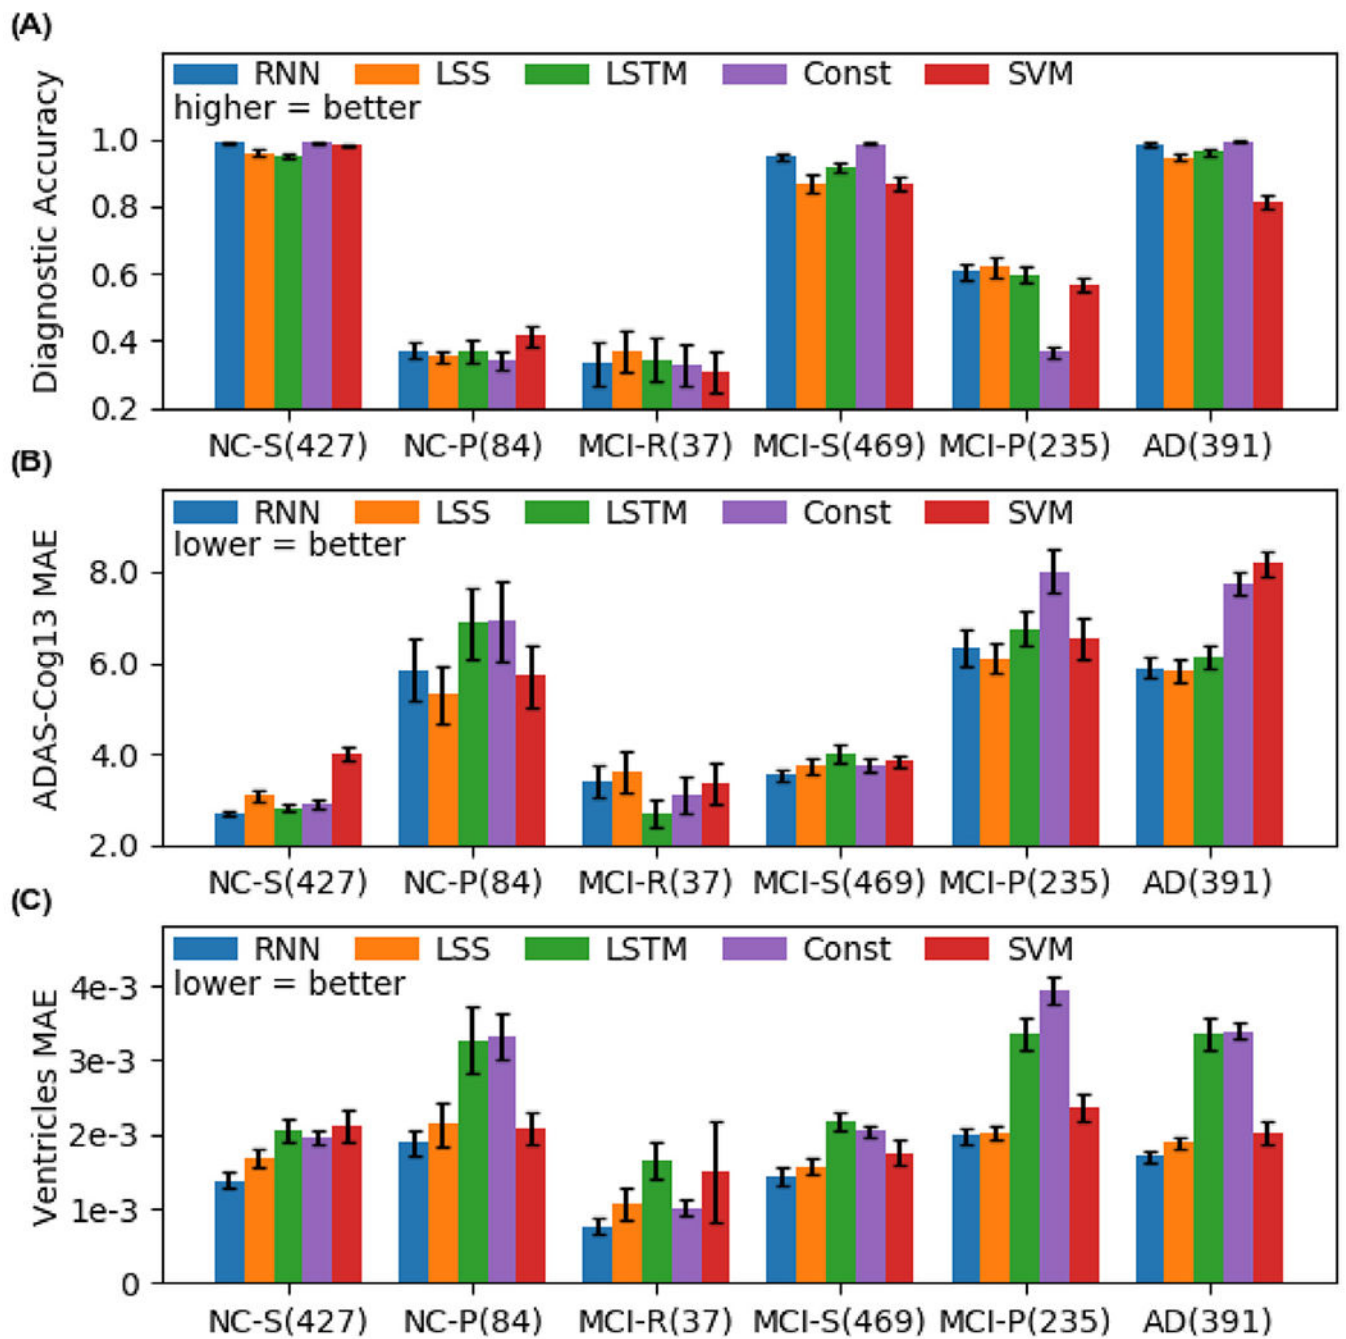 (A)
RNN LSS LSTM Const SVM
higher = better
Diagnostic Accuracy
1.0
0.8
0.6
0.4
0.2
NC-S(427) NC-P(84) MCI-R(37) MCI-S(469) MCI-P(235) AD(391)
(B)
RNN LSS LSTM Const SVM
lower = better
ADAS-Cog13 MAE
8.0
6.0
4.0
2.0
NC-S(427) NC-P(84) MCI-R(37) MCI-S(469) MCI-P(235) AD(391)
(C)
RNN LSS LSTM Const SVM
lower = better
Ventricles MAE
4e-3
3e-3
2e-3
1e-3
0
NC-S(427) NC-P(84) MCI-R(37) MCI-S(469) MCI-P(235) AD(391)